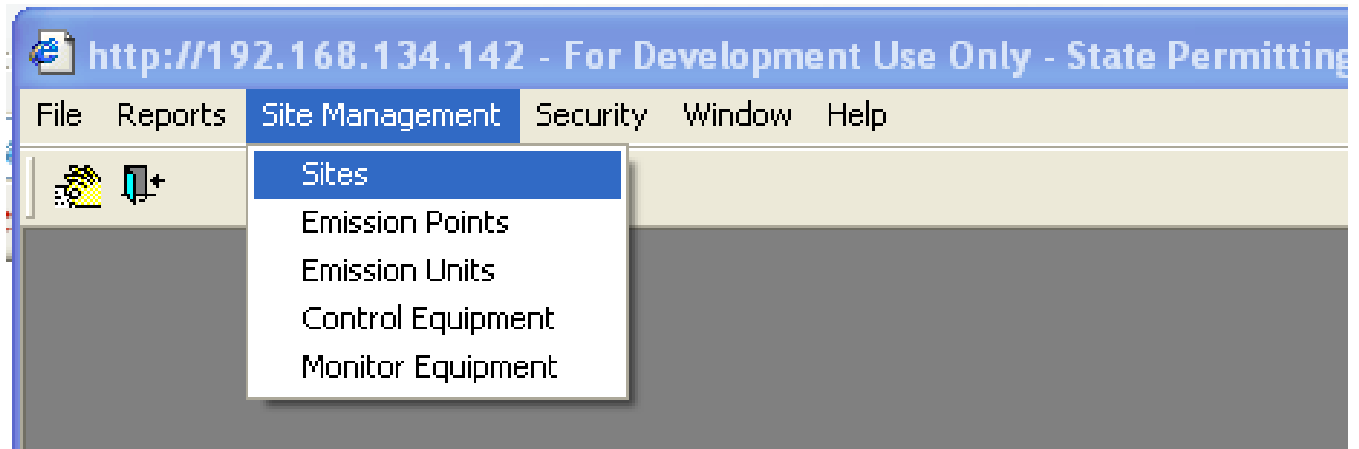 http://192.168.134.142 - For Development Use Only - State Permitting
File Reports Site Management Security Window Help
Sites
Emission Points
Emission Units
Control Equipment
Monitor Equipment